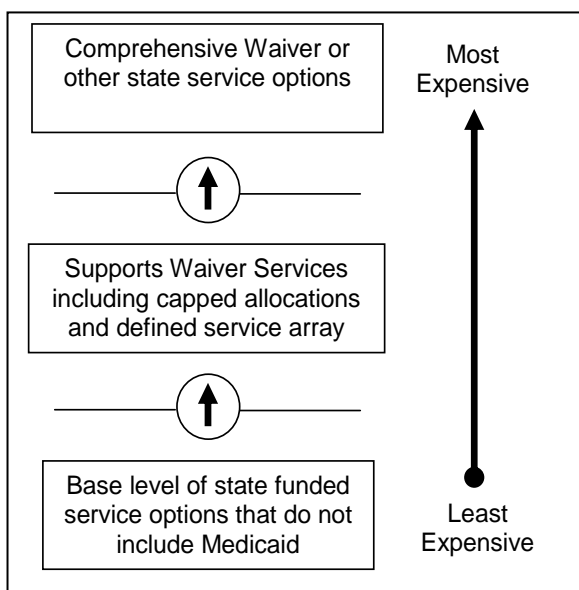 Comprehensive Waiver or
other state service options
Most
Expensive
Supports Waiver Services
including capped allocations
and defined service array
Base level of state funded
service options that do not
include Medicaid
Least
Expensive